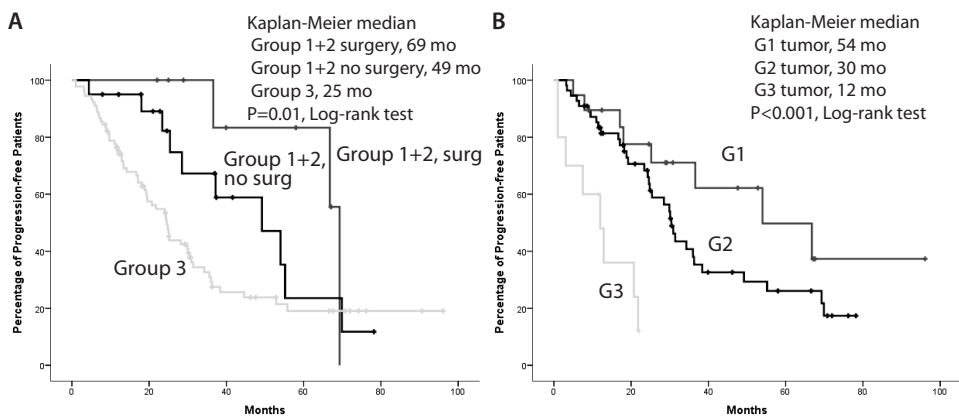 A
Kaplan-Meier median
Group 1+2 surgery, 69 mo
Group 1+2 no surgery, 49 mo
Group 3, 25 mo
P=0.01, Log-rank test
Percentage of Progression-free Patients
100
80
60
40
20
0
Group 1+2, surg
Group 1+2,
no surg
Group 3
0 20 40 60 80 100
Months
B
Kaplan-Meier median
G1 tumor, 54 mo
G2 tumor, 30 mo
G3 tumor, 12 mo
P<0.001, Log-rank test
Percentage of Progression-free Patients
100
80
60
40
20
0
G1
G2
G3
0 20 40 60 80 100
Months